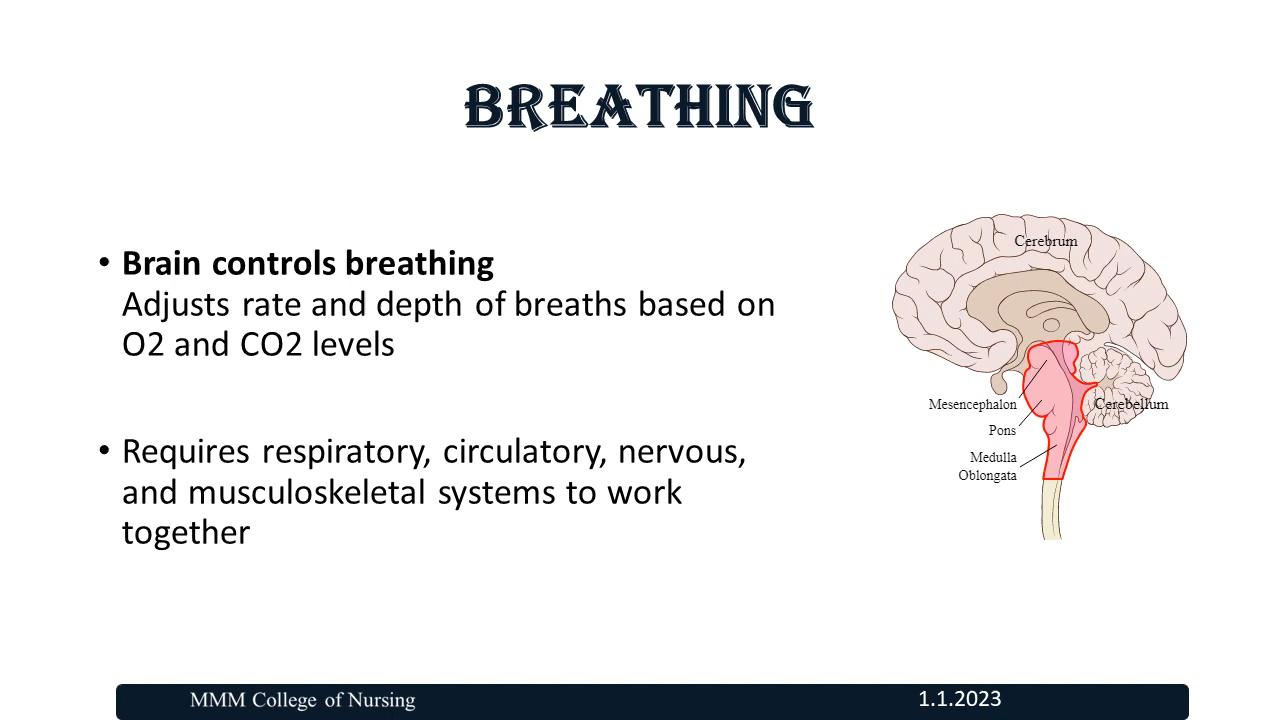 BREATHING
• Brain controls breathing
Adjusts rate and depth of breaths based on
O2 and CO2 levels
• Requires respiratory, circulatory, nervous,
and musculoskeletal systems to work
together
Cerebrum
Mesencephalon
Cerebellum
Pons
Medulla
Oblongata
MMM College of Nursing
1.1.2023